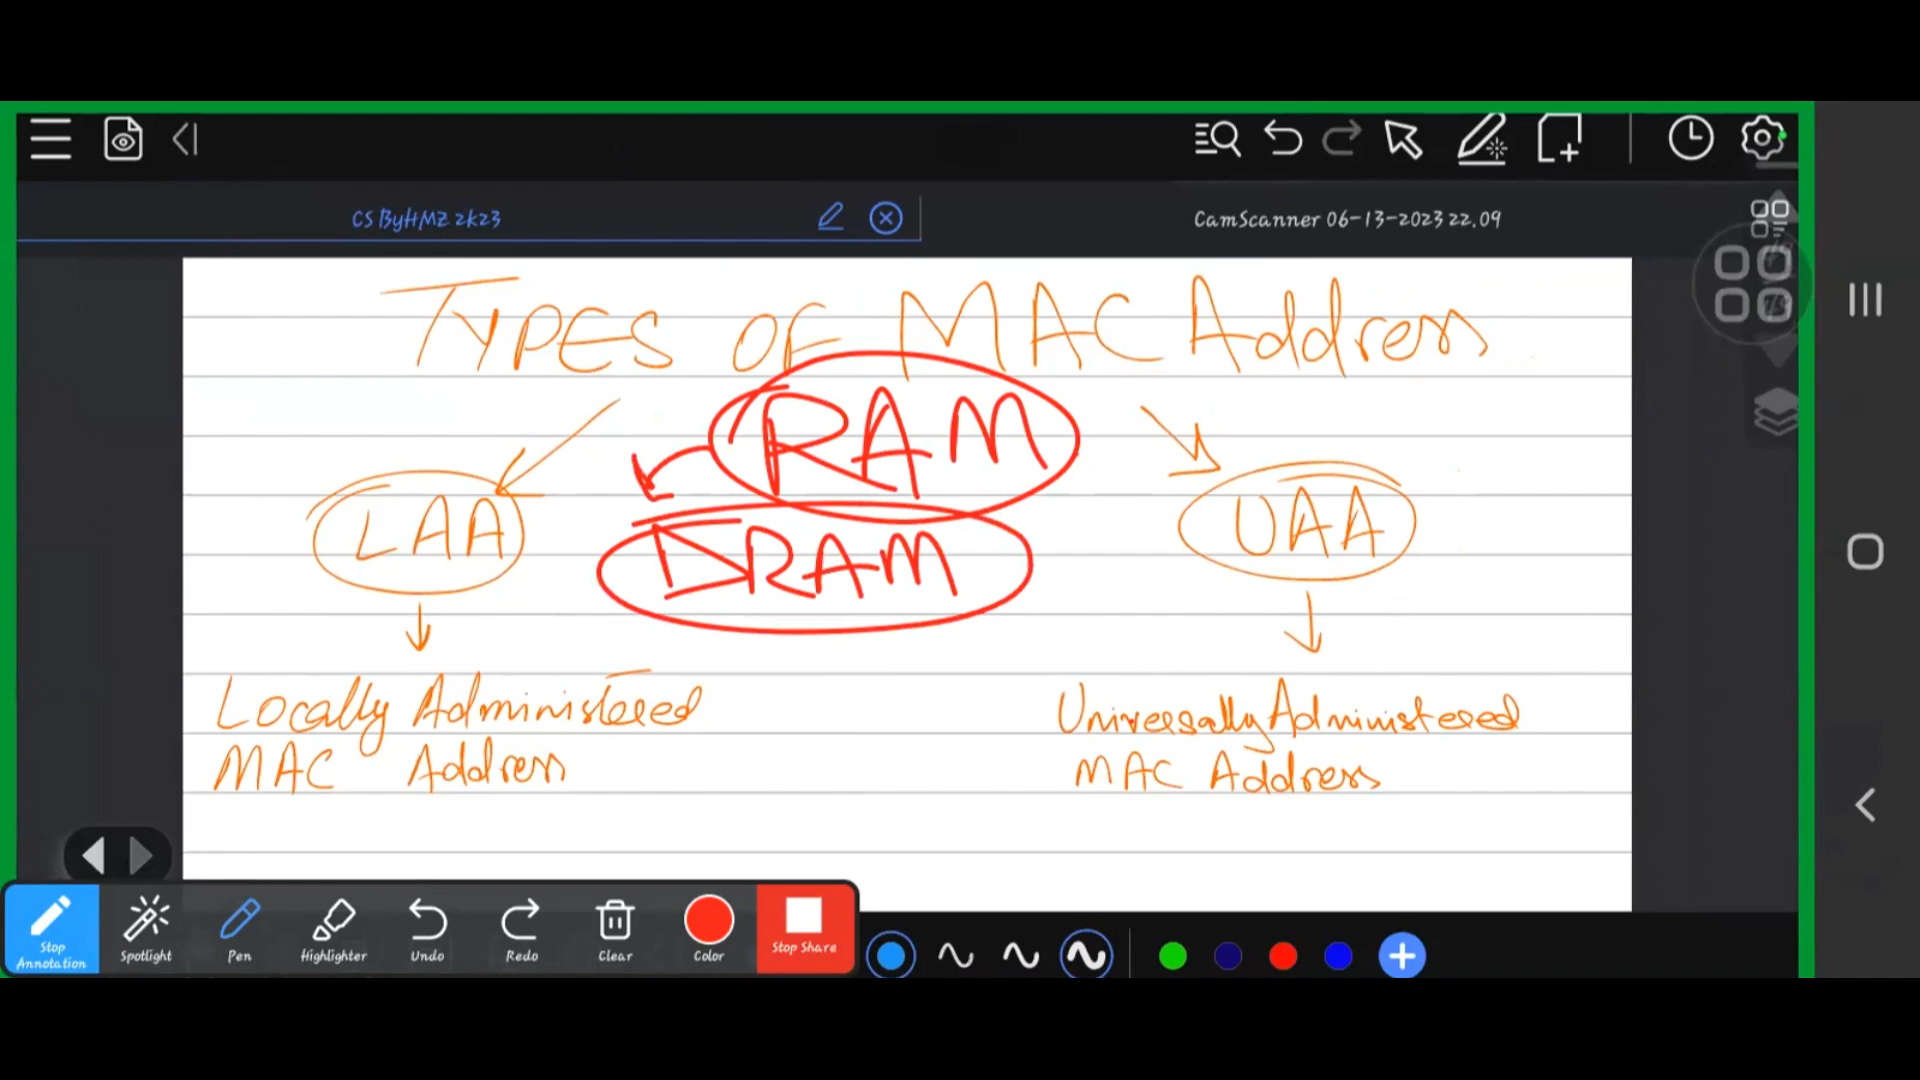 CS ByHMZ 2k23
CamScanner 06-13-2023 22.09
TYPES OF MAC Address
RAM
LAA
UAA
DRAM
Locally Administered
MAC Address
Universally Administered
MAC Address
Stop Annotation
Spotlight
Pen
Highlighter
Undo
Redo
Clear
Color
Stop Share